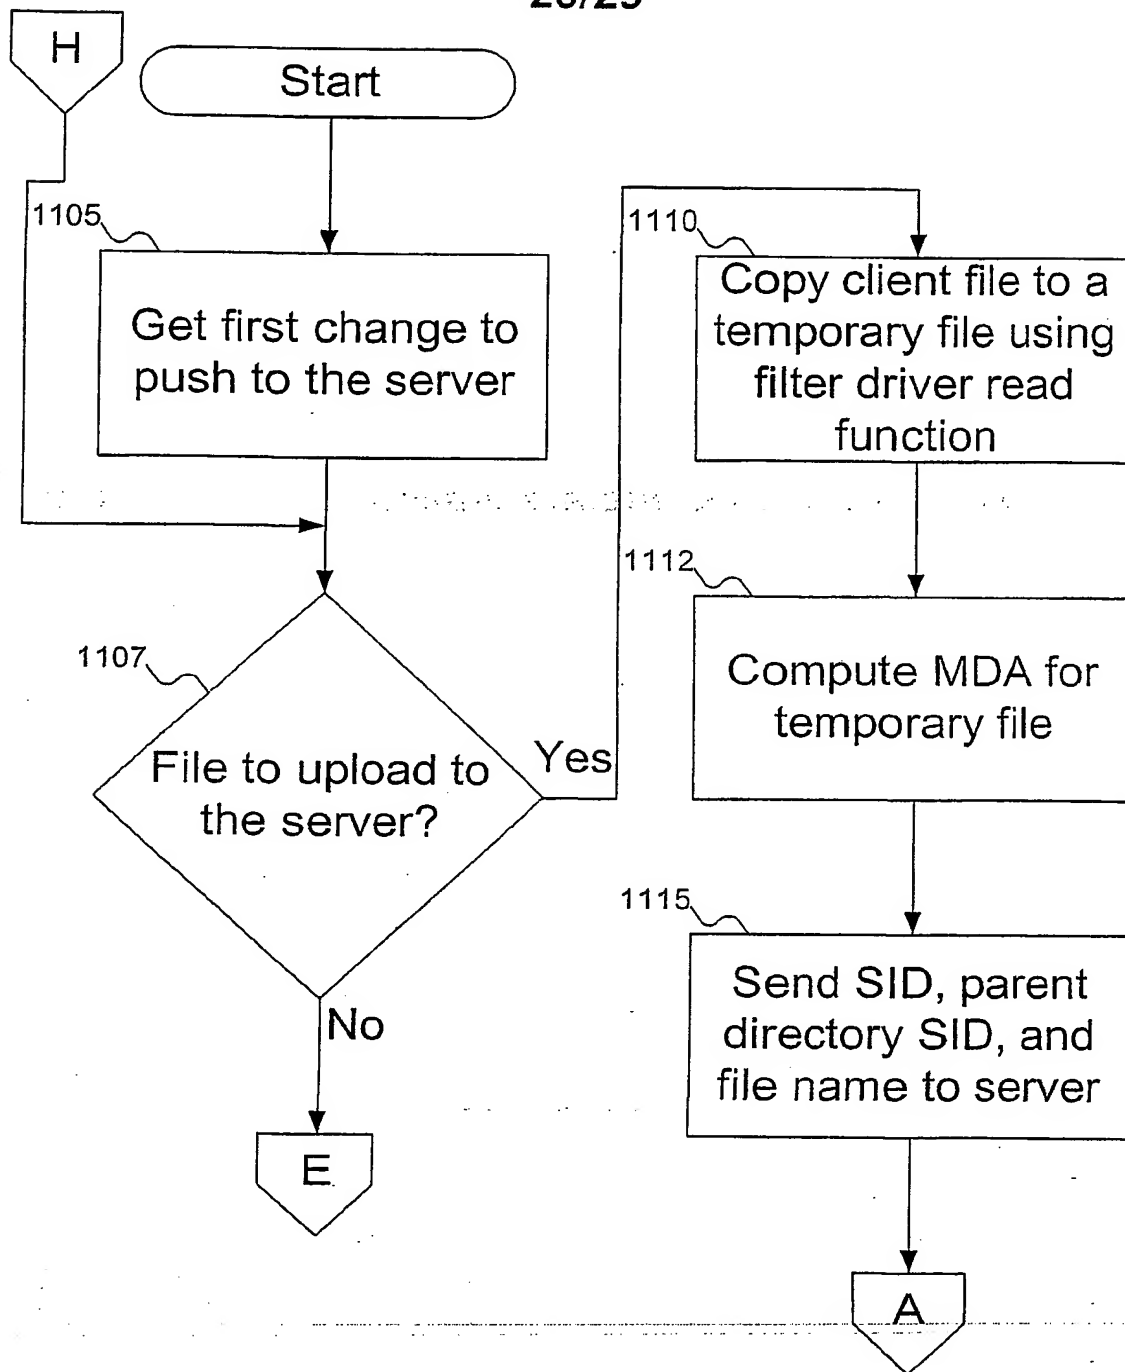 H
Start
1105
Get first change to
push to the server
1107
File to upload to
the server?
Yes
No
E
1110
Copy client file to a
temporary file using
filter driver read
function
1112
Compute MDA for
temporary file
1115
Send SID, parent
directory SID, and
file name to server
A